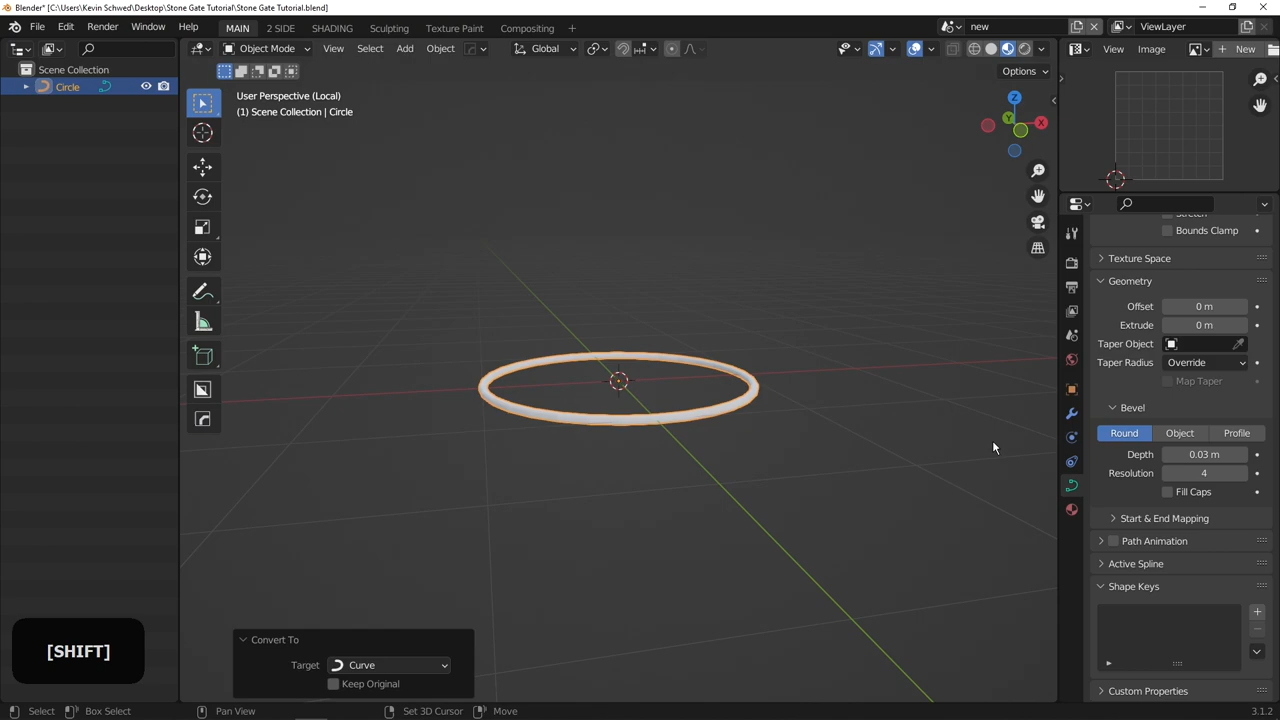 Blender* [C:\Users\Kevin Schwed\Desktop\Stone Gate Tutorial\Stone Gate Tutorial.blend]
File Edit Render Window Help MAIN 2 SIDE SHADING Sculpting Texture Paint Compositing + new ViewLayer
Object Mode View Select Add Object Global View Image New
Options
Scene Collection
Circle
User Perspective (Local)
(1) Scene Collection | Circle
Z
Y
X
Stretch
Bounds Clamp
Texture Space
Geometry
Offset 0 m
Extrude 0 m
Taper Object
Taper Radius Override
Map Taper
Bevel
Round Object Profile
Depth 0.03 m
Resolution 4
Fill Caps
Start & End Mapping
Path Animation
Active Spline
Shape Keys
Custom Properties
Convert To
Target Curve
Keep Original
[SHIFT]
Select Box Select Pan View Set 3D Cursor Move 3.1.2